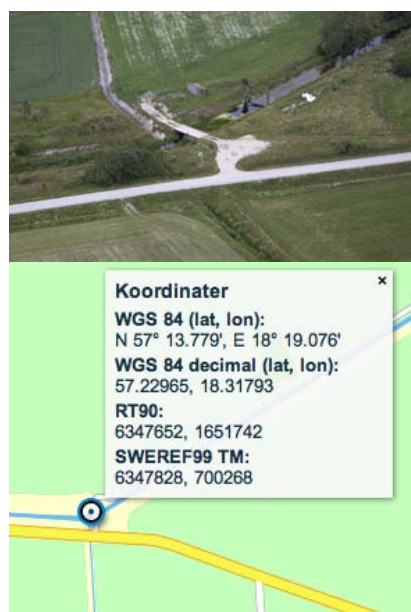 Koordinater ×
WGS 84 (lat, lon):
N 57° 13.779', E 18° 19.076'
WGS 84 decimal (lat, lon):
57.22965, 18.31793
RT90:
6347652, 1651742
SWEREF99 TM:
6347828, 700268